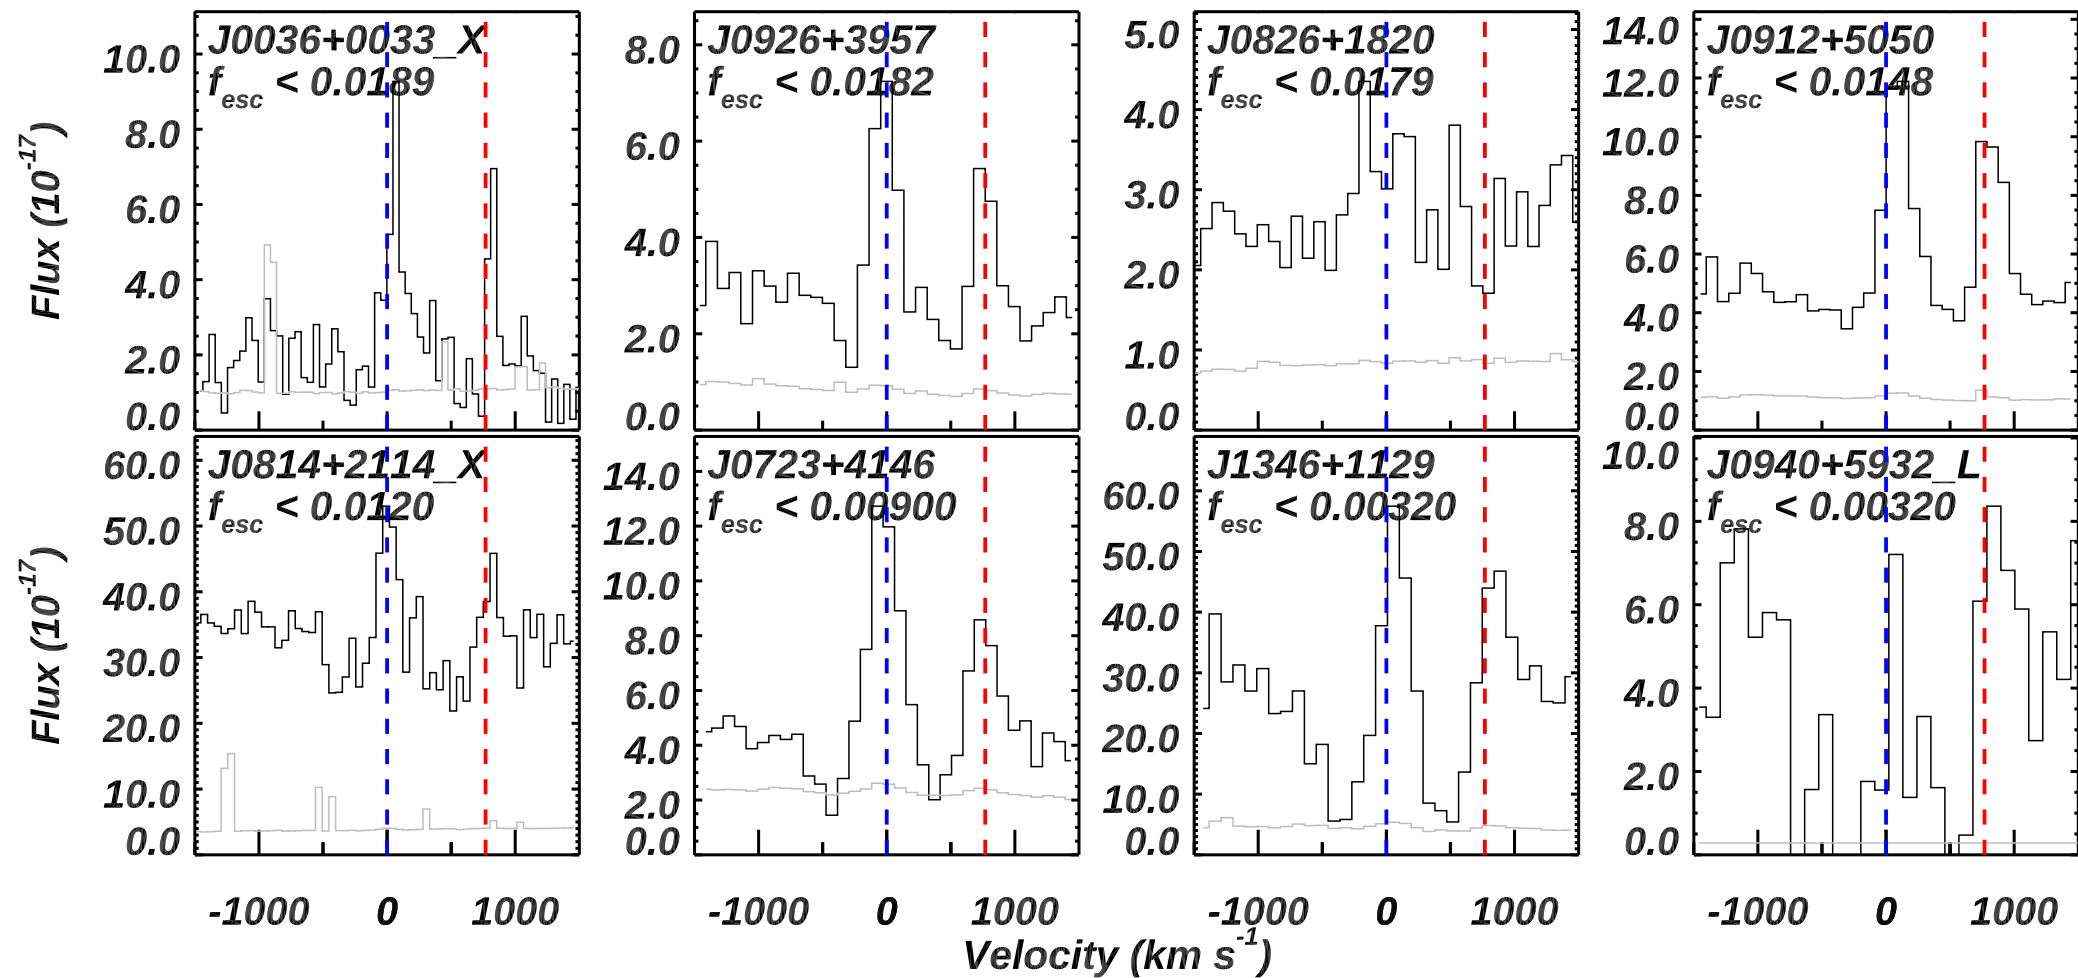 J0036+0033_X
f_esc < 0.0189
J0926+3957
f_esc < 0.0182
J0826+1820
f_esc < 0.0179
J0912+5050
f_esc < 0.0148
Flux (10^-17)
10.0
8.0
6.0
4.0
2.0
0.0
8.0
6.0
4.0
2.0
0.0
5.0
4.0
3.0
2.0
1.0
0.0
14.0
12.0
10.0
8.0
6.0
4.0
2.0
0.0
J0814+2114_X
f_esc < 0.0120
J0723+4146
f_esc < 0.00900
J1346+1129
f_esc < 0.00320
J0940+5932_L
f_esc < 0.00320
Flux (10^-17)
60.0
50.0
40.0
30.0
20.0
10.0
0.0
14.0
12.0
10.0
8.0
6.0
4.0
2.0
0.0
60.0
50.0
40.0
30.0
20.0
10.0
0.0
10.0
8.0
6.0
4.0
2.0
0.0
-1000 0 1000
-1000 0 1000
-1000 0 1000
-1000 0 1000
Velocity (km s^-1)